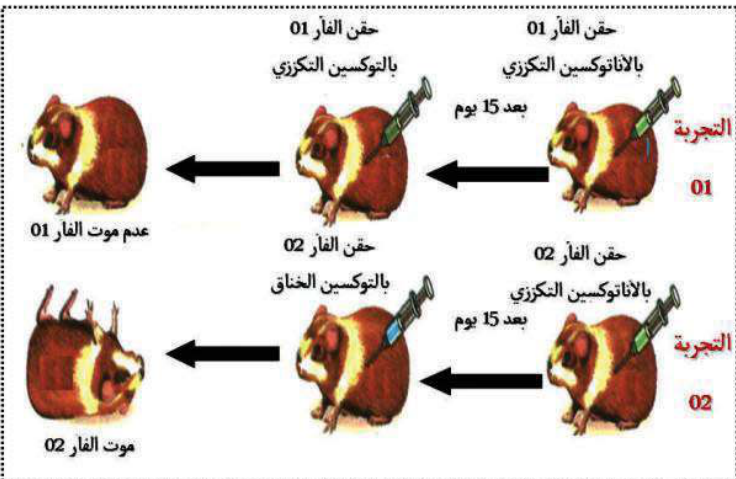 التجربة
01
حقن الفأر 01
بالأناتوكسين التكززي
بعد 15 يوم
حقن الفأر 01
بالتوكسين التكززي
عدم موت الفأر 01
التجربة
02
حقن الفأر 02
بالأناتوكسين التكززي
بعد 15 يوم
حقن الفأر 02
بالتوكسين الخناق
موت الفأر 02